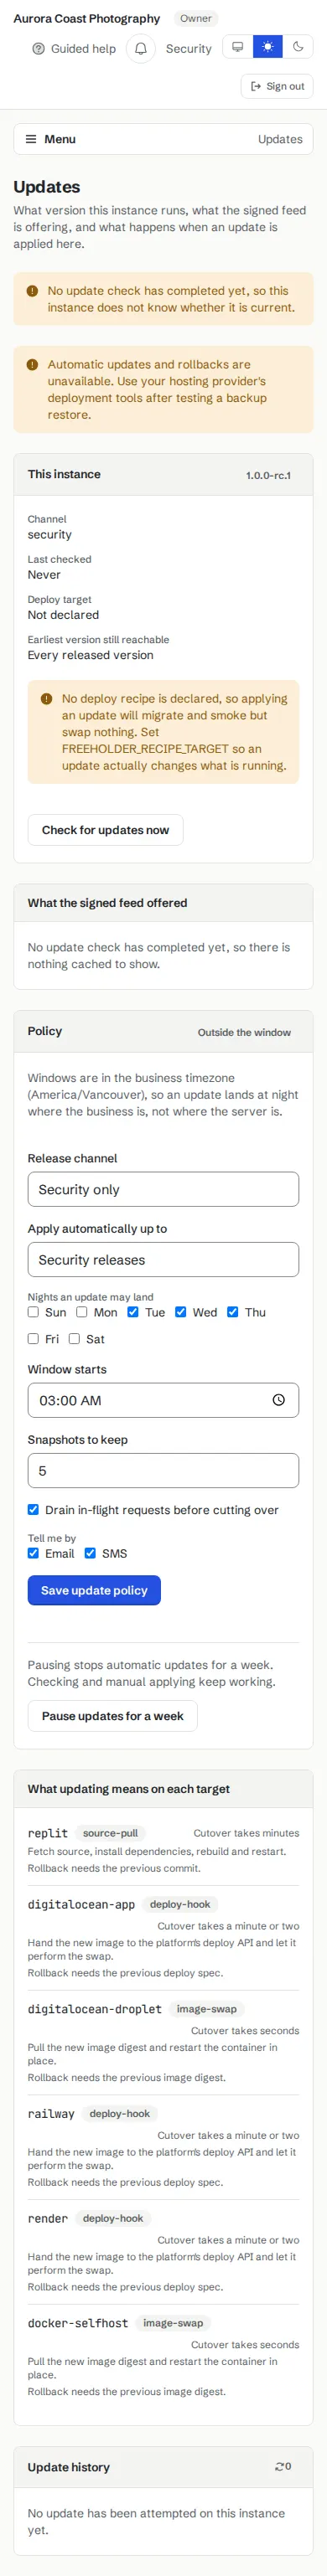 Aurora Coast Photography Owner
Guided help Security
Sign out
Menu Updates
Updates
What version this instance runs, what the signed feed
is offering, and what happens when an update is
applied here.
No update check has completed yet, so this
instance does not know whether it is current.
Automatic updates and rollbacks are
unavailable. Use your hosting provider's
deployment tools after testing a backup
restore.
This instance 1.0.0-rc.1
Channel
security
Last checked
Never
Deploy target
Not declared
Earliest version still reachable
Every released version
No deploy recipe is declared, so applying
an update will migrate and smoke but
swap nothing. Set
FREEHOLDER_RECIPE_TARGET so an
update actually changes what is running.
Check for updates now
What the signed feed offered
No update check has completed yet, so there is
nothing cached to show.
Policy Outside the window
Windows are in the business timezone
(America/Vancouver), so an update lands at night
where the business is, not where the server is.
Release channel
Security only
Apply automatically up to
Security releases
Nights an update may land
Sun Mon Tue Wed Thu
Fri Sat
Window starts
03:00 AM
Snapshots to keep
5
Drain in-flight requests before cutting over
Tell me by
Email SMS
Save update policy
Pausing stops automatic updates for a week.
Checking and manual applying keep working.
Pause updates for a week
What updating means on each target
replit source-pull Cutover takes minutes
Fetch source, install dependencies, rebuild and restart.
Rollback needs the previous commit.
digitalocean-app deploy-hook
Cutover takes a minute or two
Hand the new image to the platform's deploy API and let it
perform the swap.
Rollback needs the previous deploy spec.
digitalocean-droplet image-swap
Cutover takes seconds
Pull the new image digest and restart the container in
place.
Rollback needs the previous image digest.
railway deploy-hook
Cutover takes a minute or two
Hand the new image to the platform's deploy API and let it
perform the swap.
Rollback needs the previous deploy spec.
render deploy-hook
Cutover takes a minute or two
Hand the new image to the platform's deploy API and let it
perform the swap.
Rollback needs the previous deploy spec.
docker-selfhost image-swap
Cutover takes seconds
Pull the new image digest and restart the container in
place.
Rollback needs the previous image digest.
Update history 0
No update has been attempted on this instance
yet.